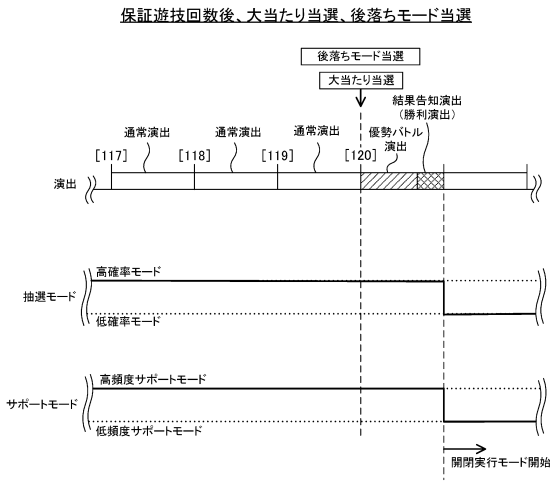 保証遊技回数後、大当たり当選、後落ちモード当選
後落ちモード当選
大当たり当選
結果告知演出
（勝利演出）
通常演出
通常演出
通常演出
優勢バトル
演出
[117]
[118]
[119]
[120]
演出
高確率モード
抽選モード
低確率モード
高頻度サポートモード
サポートモード
低頻度サポートモード
開閉実行モード開始